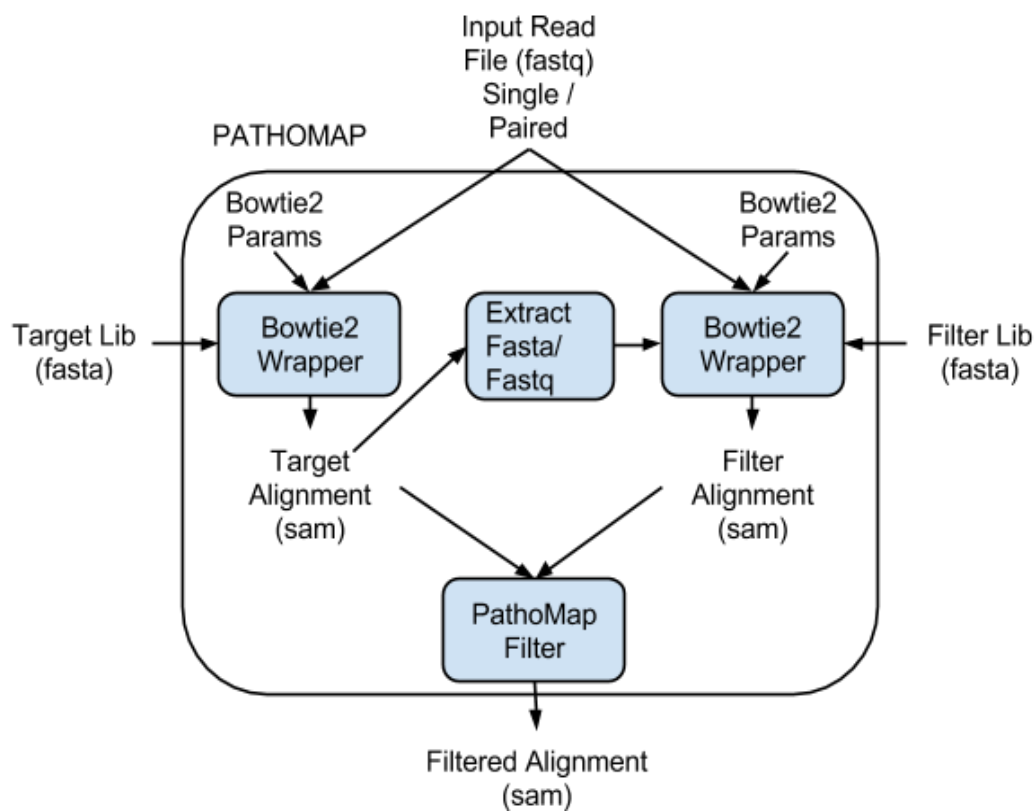 Input Read
File (fastq)
Single /
Paired
PATHOMAP
Bowtie2
Params
Bowtie2
Params
Target Lib
(fasta)
Bowtie2
Wrapper
Extract
Fasta/
Fastq
Bowtie2
Wrapper
Filter Lib
(fasta)
Target
Alignment
(sam)
Filter
Alignment
(sam)
PathoMap
Filter
Filtered Alignment
(sam)